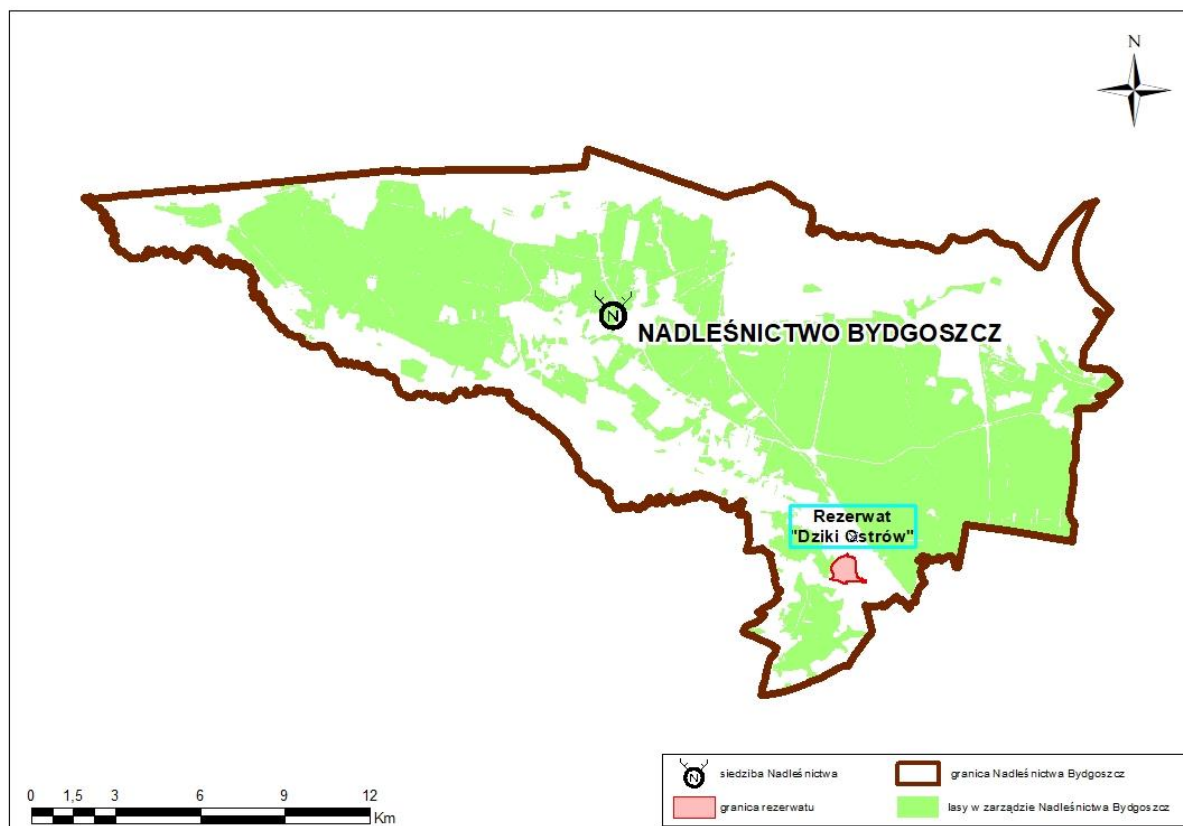 N
N
NADLEŚNICTWO BYDGOSZCZ
Rezerwat
"Dziki Ostrów"
0 1,5 3 6 9 12
Km
N siedziba Nadleśnictwa
granica Nadleśnictwa Bydgoszcz
granica rezerwatu
lasy w zarządzie Nadleśnictwa Bydgoszcz